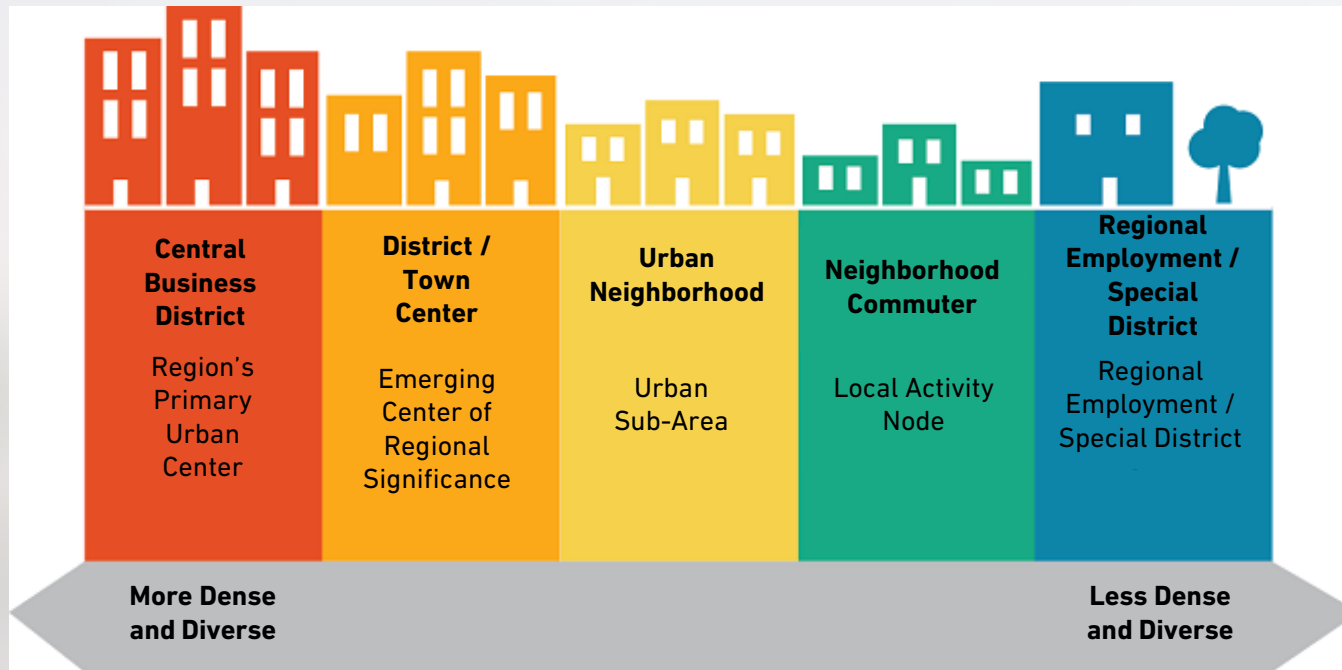 Central
Business
District
Region's
Primary
Urban
Center
District /
Town
Center
Emerging
Center of
Regional
Significance
Urban
Neighborhood
Urban
Sub-Area
Neighborhood
Commuter
Local Activity
Node
Regional
Employment /
Special
District
Regional
Employment /
Special District
More Dense
and Diverse
Less Dense
and Diverse